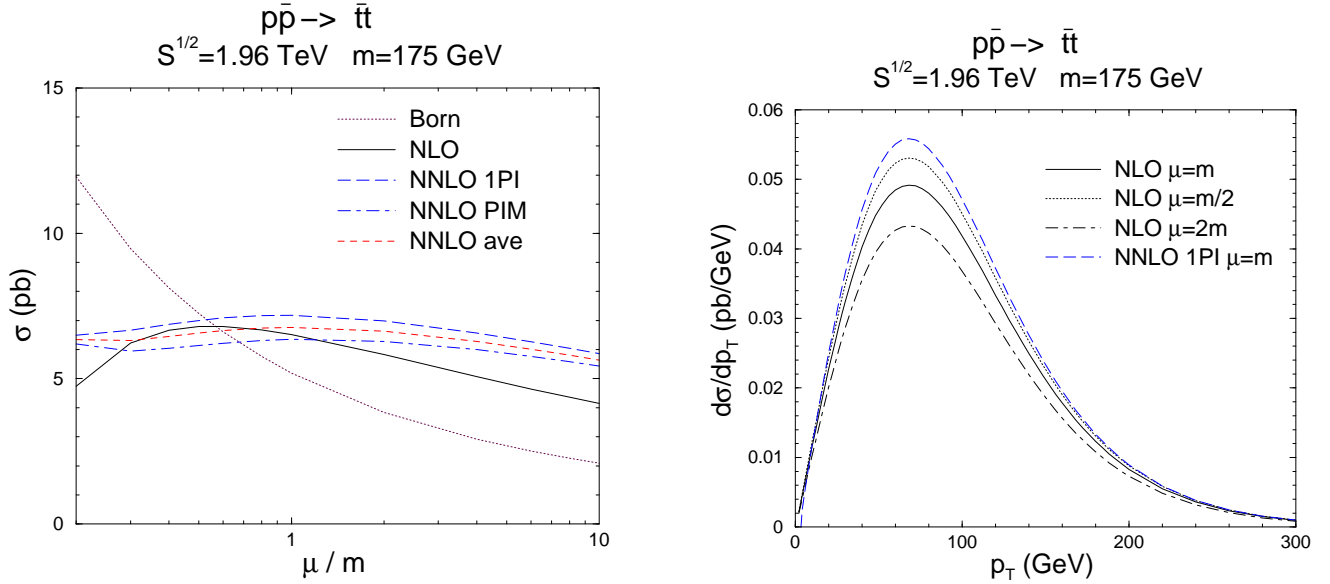 pp̄−> t̄t
S^{1/2}=1.96 TeV m=175 GeV
15
10
5
0
σ (pb)
Born
NLO
NNLO 1PI
NNLO PIM
NNLO ave
1
10
μ / m
pp̄−> t̄t
S^{1/2}=1.96 TeV m=175 GeV
0.06
0.05
0.04
0.03
0.02
0.01
0
dσ/dp_T (pb/GeV)
NLO μ=m
NLO μ=m/2
NLO μ=2m
NNLO 1PI μ=m
0
100
200
300
p_T (GeV)